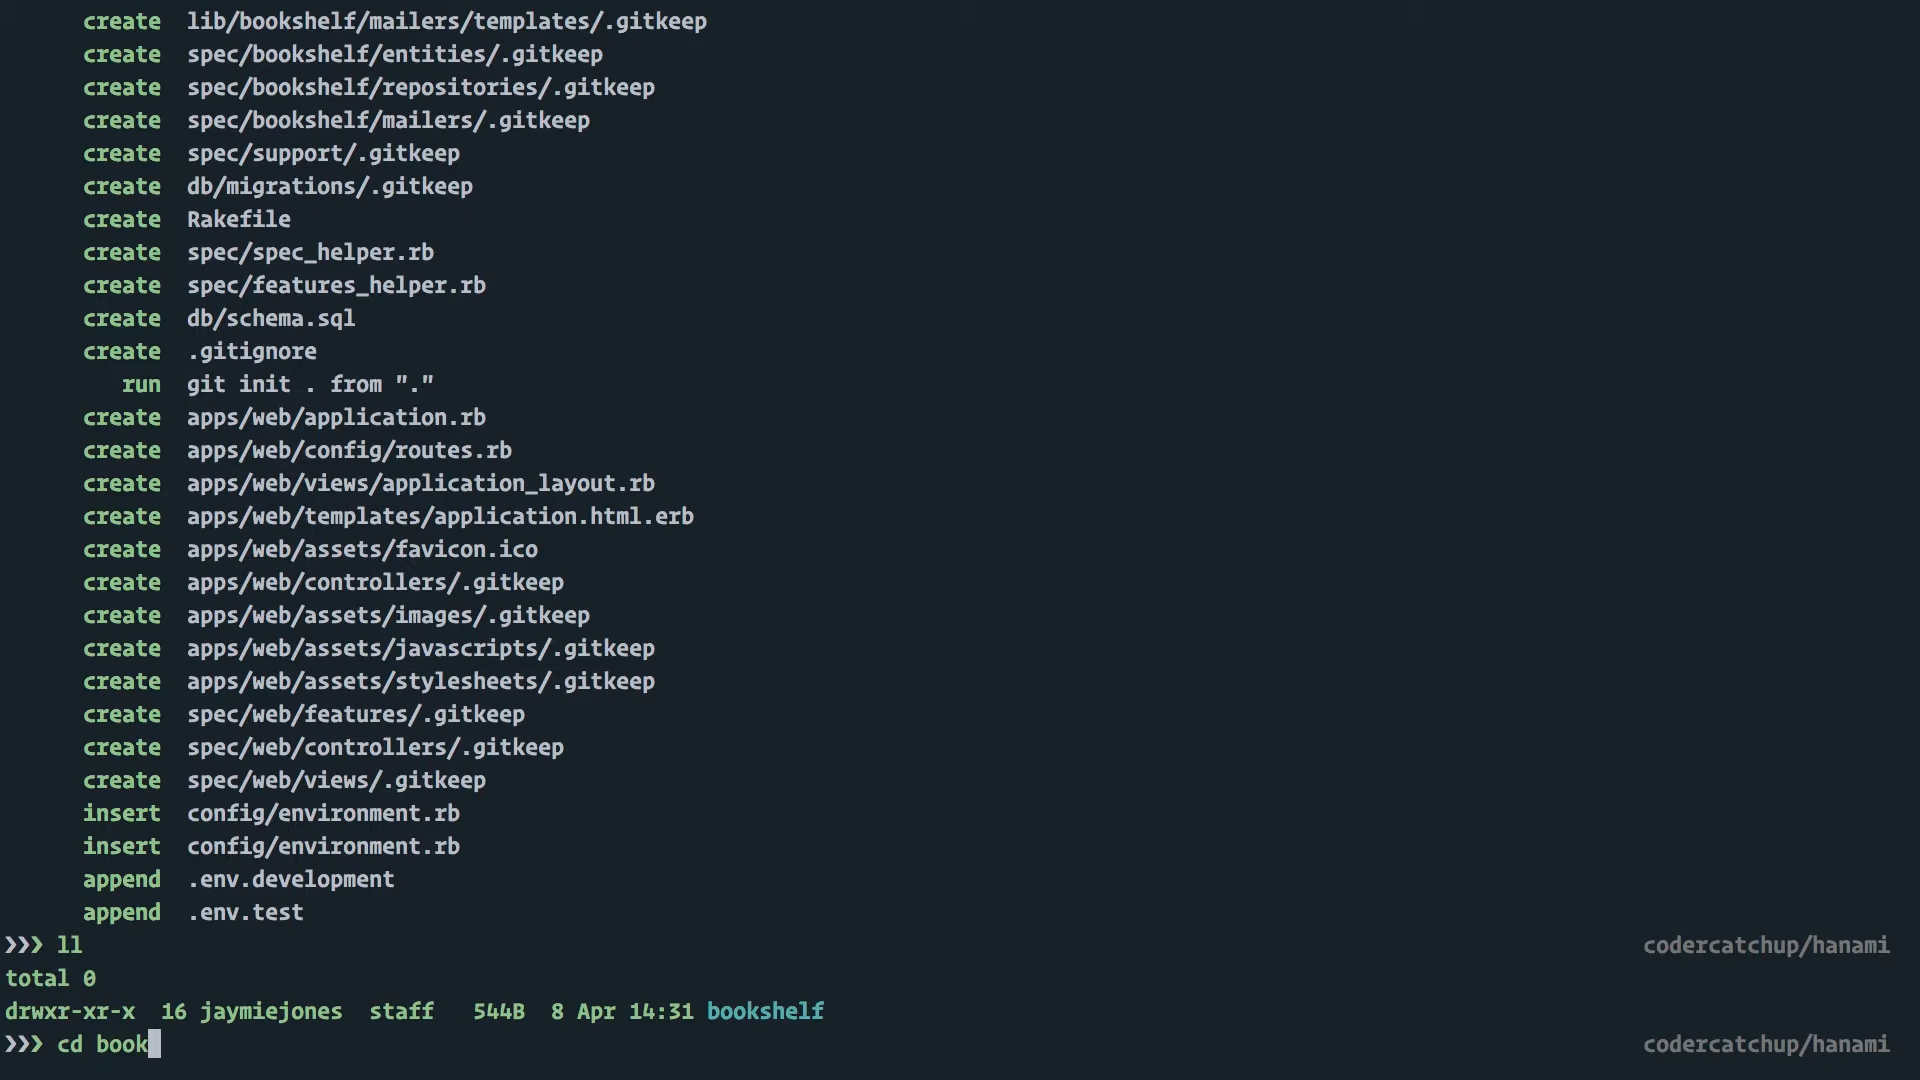 create  lib/bookshelf/mailers/templates/.gitkeep
create  spec/bookshelf/entities/.gitkeep
create  spec/bookshelf/repositories/.gitkeep
create  spec/bookshelf/mailers/.gitkeep
create  spec/support/.gitkeep
create  db/migrations/.gitkeep
create  Rakefile
create  spec/spec_helper.rb
create  spec/features_helper.rb
create  db/schema.sql
create  .gitignore
run  git init . from "."
create  apps/web/application.rb
create  apps/web/config/routes.rb
create  apps/web/views/application_layout.rb
create  apps/web/templates/application.html.erb
create  apps/web/assets/favicon.ico
create  apps/web/controllers/.gitkeep
create  apps/web/assets/images/.gitkeep
create  apps/web/assets/javascripts/.gitkeep
create  apps/web/assets/stylesheets/.gitkeep
create  spec/web/features/.gitkeep
create  spec/web/controllers/.gitkeep
create  spec/web/views/.gitkeep
insert  config/environment.rb
insert  config/environment.rb
append  .env.development
append  .env.test
❯❯❯ ll codercatchup/hanami
total 0
drwxr-xr-x  16 jaymiejones  staff   544B  8 Apr 14:31 bookshelf
❯❯❯ cd book codercatchup/hanami